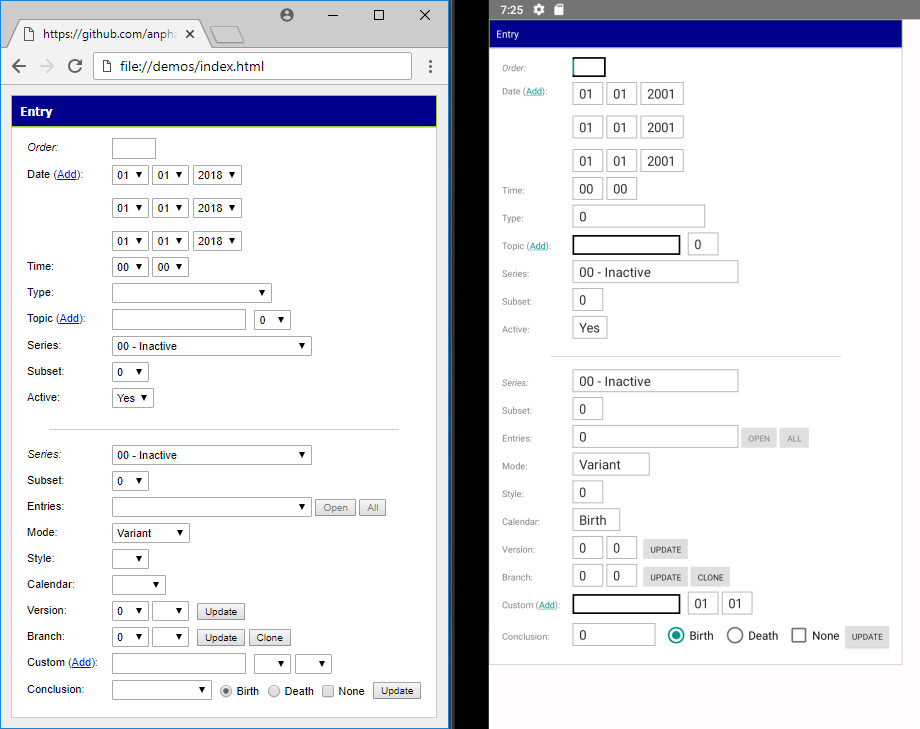 https://github.com/anpha
file://demos/index.html
Entry
Order:
Date (Add): 01 01 2018
01 01 2018
01 01 2018
Time: 00 00
Type:
Topic (Add): 0
Series: 00 - Inactive
Subset: 0
Active: Yes
Series: 00 - Inactive
Subset: 0
Entries: Open All
Mode: Variant
Style:
Calendar:
Version: 0 Update
Branch: 0 Update Clone
Custom (Add):
Conclusion: Birth Death None Update
7:25
Entry
Order:
Date (Add): 01 01 2001
01 01 2001
01 01 2001
Time: 00 00
Type: 0
Topic (Add): 0
Series: 00 - Inactive
Subset: 0
Active: Yes
Series: 00 - Inactive
Subset: 0
Entries: 0 OPEN ALL
Mode: Variant
Style: 0
Calendar: Birth
Version: 0 0 UPDATE
Branch: 0 0 UPDATE CLONE
Custom (Add): 01 01
Conclusion: 0 Birth Death None UPDATE